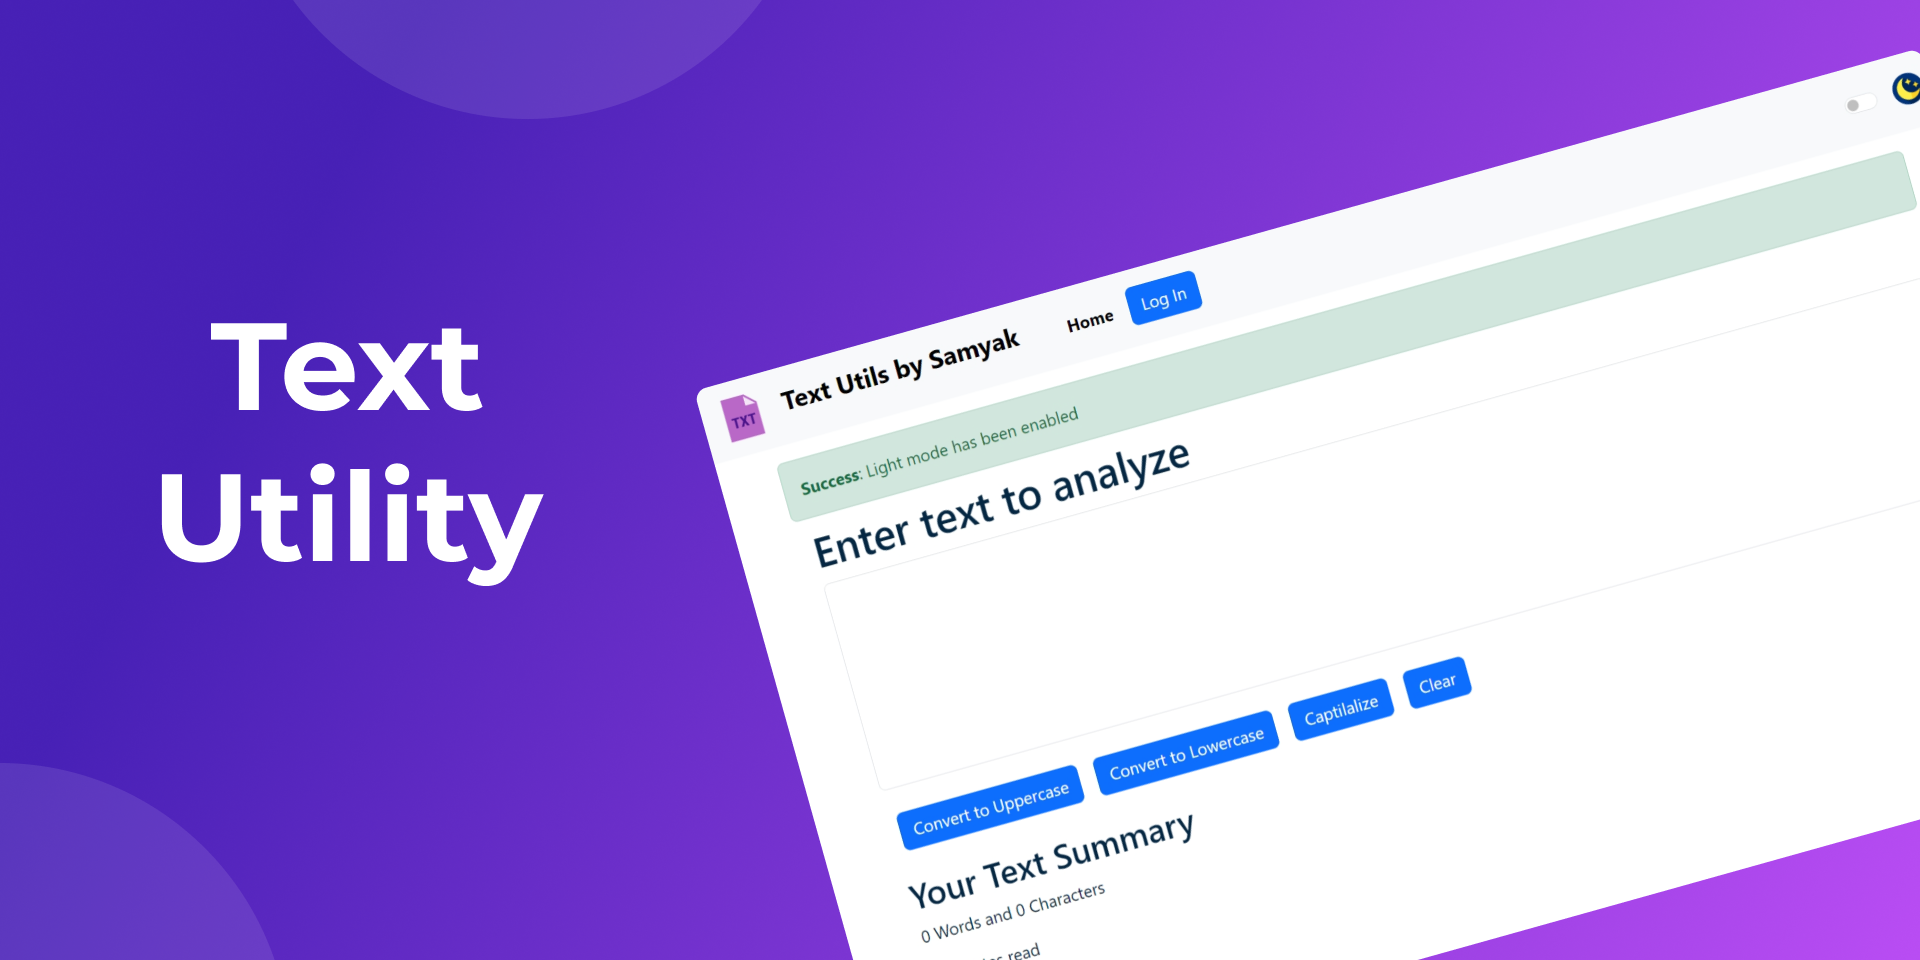 Text
Utility
TXT
Text Utils by Samyak
Home
Log In
Success: Light mode has been enabled
Enter text to analyze
Convert to Uppercase
Convert to Lowercase
Captilalize
Clear
Your Text Summary
0 Words and 0 Characters
read